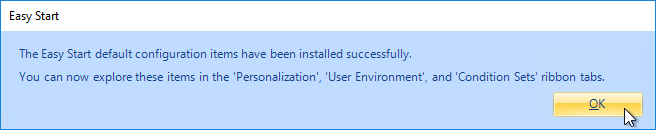 Easy Start
The Easy Start default configuration items have been installed successfully.
You can now explore these items in the 'Personalization', 'User Environment', and 'Condition Sets' ribbon tabs.
OK